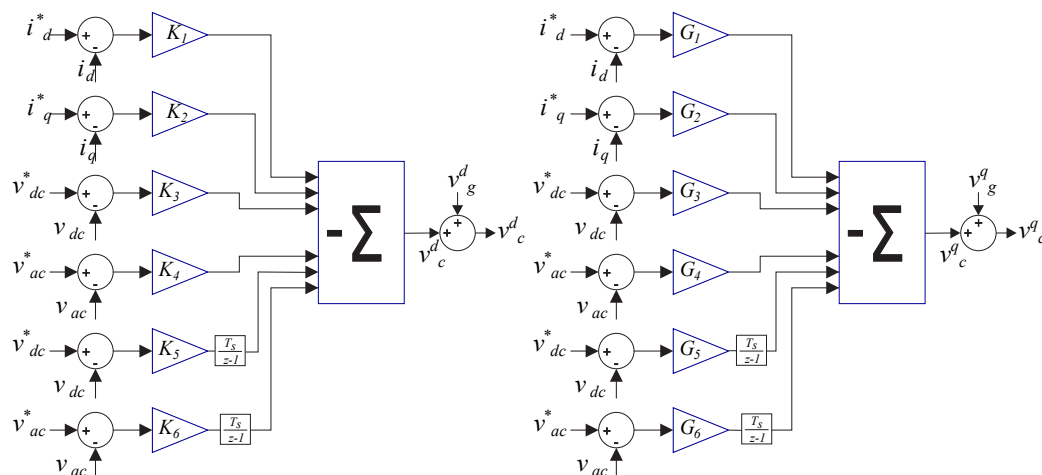 i*d + - K1
id
i*q + - K2
iq
v*dc + - K3
vdc
v*ac + - K4
vac
v*dc + - K5 Ts/z-1
vdc
v*ac + - K6 Ts/z-1
vac
-Σ
vdg
+ +
vdc vdc
i*d + - G1
id
i*q + - G2
iq
v*dc + - G3
vdc
v*ac + - G4
vac
v*dc + - G5 Ts/z-1
vdc
v*ac + - G6 Ts/z-1
vac
-Σ
vqg
+ +
vqc vqc